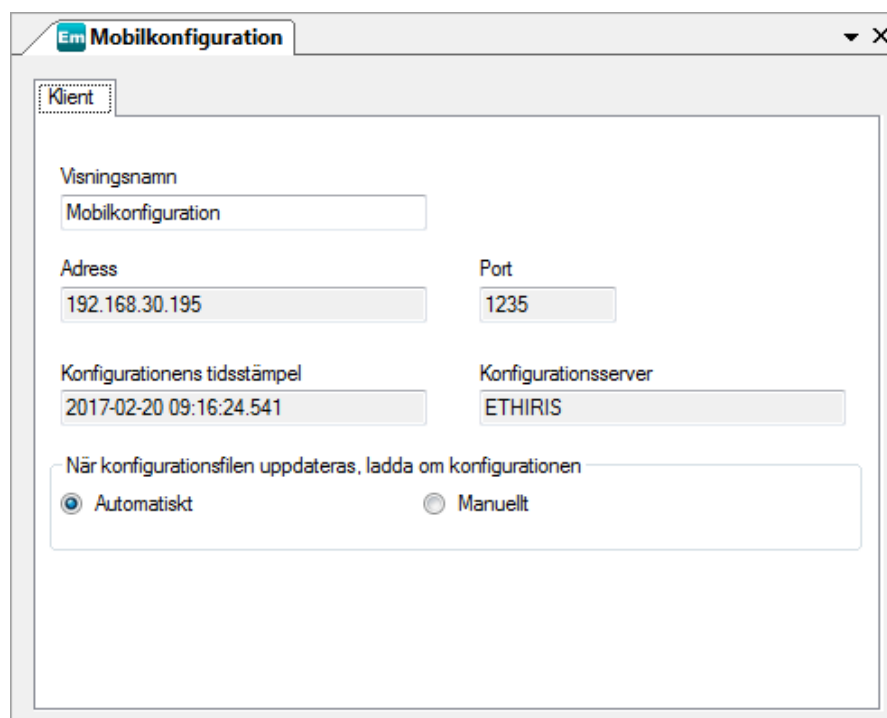 Em Mobilkonfiguration
Klient
Visningsnamn
Mobilkonfiguration
Adress Port
192.168.30.195 1235
Konfigurationens tidsstämpel Konfigurationsserver
2017-02-20 09:16:24.541 ETHIRIS
När konfigurationsfilen uppdateras, ladda om konfigurationen
Automatiskt Manuellt